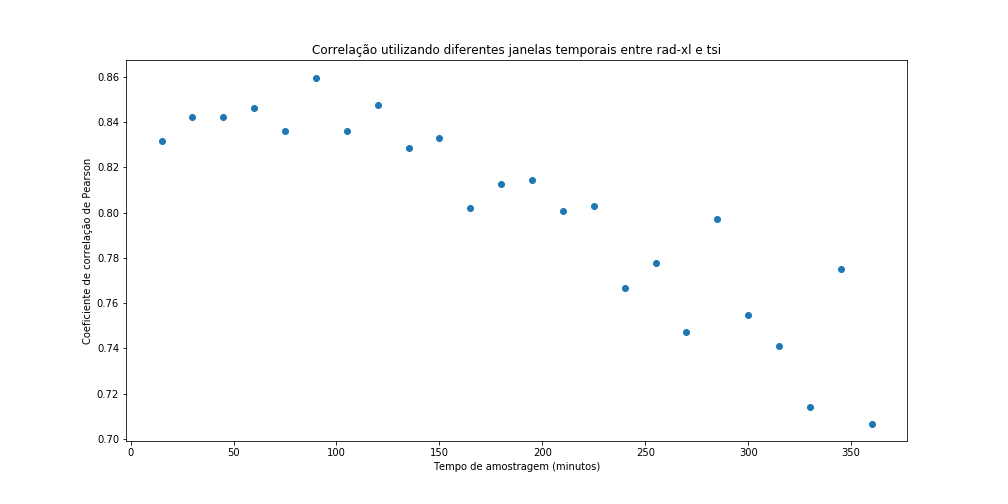 Correlação utilizando diferentes janelas temporais entre rad-xl e tsi
0.86
0.84
0.82
0.80
0.78
0.76
0.74
0.72
0.70
Coeficiente de correlação de Pearson
0 50 100 150 200 250 300 350
Tempo de amostragem (minutos)